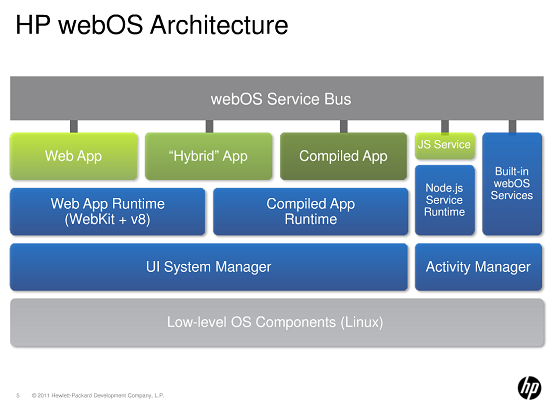 HP webOS Architecture
webOS Service Bus
Web App
“Hybrid” App
Compiled App
JS Service
Built-in
webOS
Services
Web App Runtime
(WebKit + v8)
Compiled App
Runtime
Node.js
Service
Runtime
UI System Manager
Activity Manager
Low-level OS Components (Linux)
5 © 2011 Hewlett-Packard Development Company, L.P.
hp